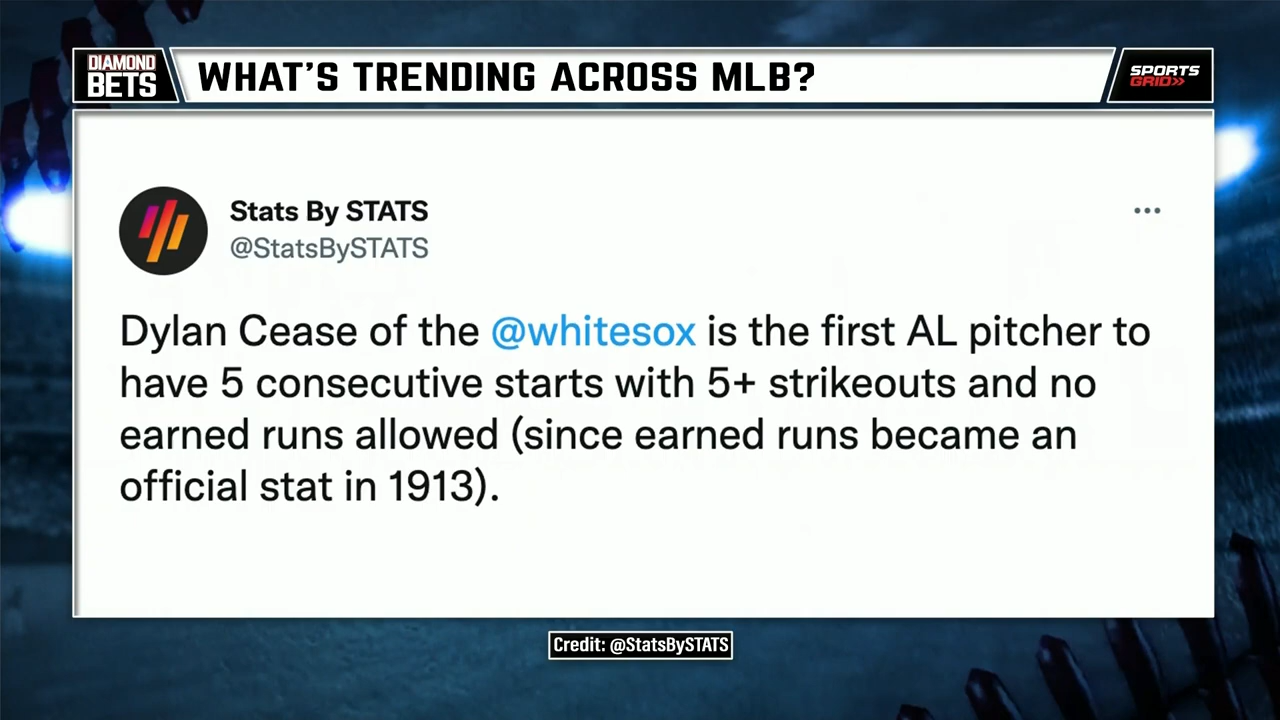 DIAMOND
BETS
WHAT'S TRENDING ACROSS MLB?
SPORTS
GRID»
Stats By STATS
@StatsBySTATS
Dylan Cease of the @whitesox is the first AL pitcher to
have 5 consecutive starts with 5+ strikeouts and no
earned runs allowed (since earned runs became an
official stat in 1913).
Credit: @StatsBySTATS